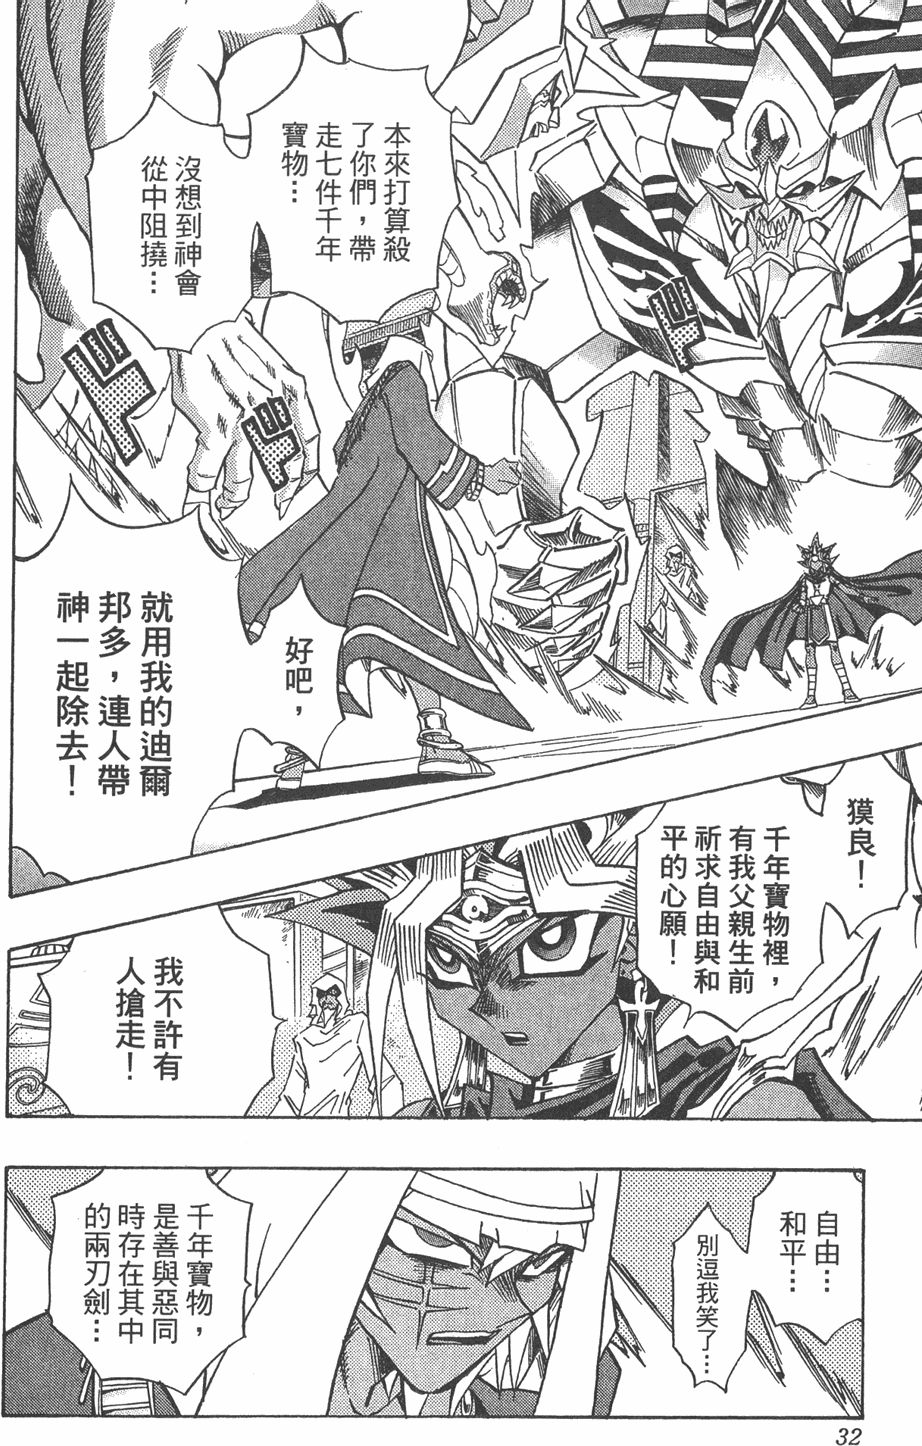 本來打算殺
了你們，帶
走七件千年
寶物…
沒想到神會
從中阻撓…
ドド
ド
ド
好吧，
就用我的迪爾
邦多，連人帶
神一起除去！
獏良！
千年寶物裡，
有我父親生前
祈求自由與和
平的心願！
我不許有
人搶走！
自由…
和平…
別逗我笑了…
千年寶物，
是善與惡同
時存在其中
的兩刃劍…
32